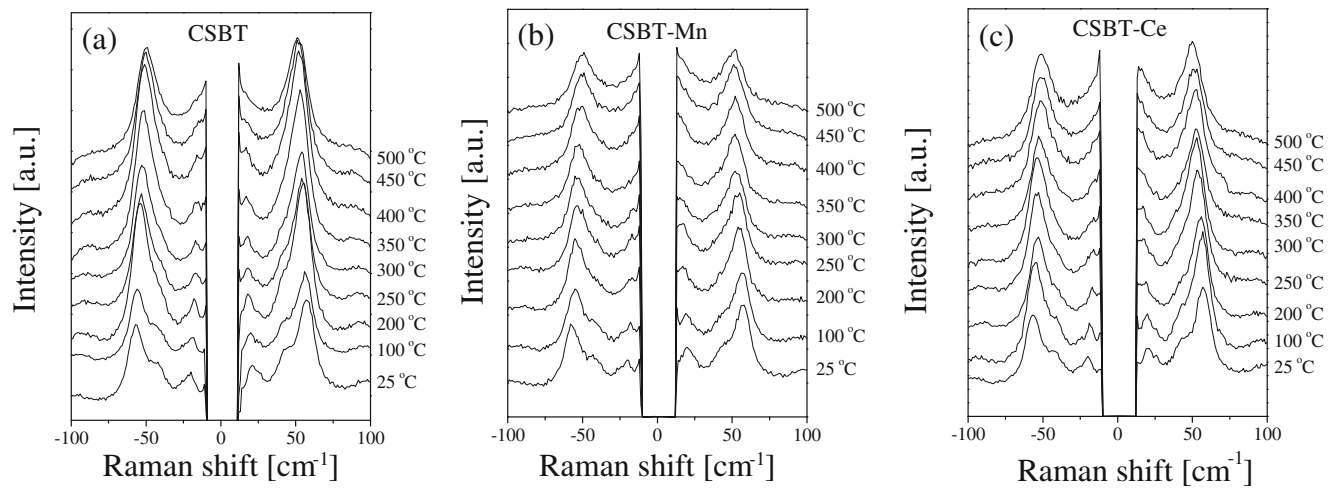 (a) CSBT
Intensity [a.u.]
500 °C
450 °C
400 °C
350 °C
300 °C
250 °C
200 °C
100 °C
25 °C
-100 -50 0 50 100
Raman shift [cm-1]
(b) CSBT-Mn
Intensity [a.u.]
500 °C
450 °C
400 °C
350 °C
300 °C
250 °C
200 °C
100 °C
25 °C
-100 -50 0 50 100
Raman shift [cm-1]
(c) CSBT-Ce
Intensity [a.u.]
500 °C
450 °C
400 °C
350 °C
300 °C
250 °C
200 °C
100 °C
25 °C
-100 -50 0 50 100
Raman shift [cm-1]